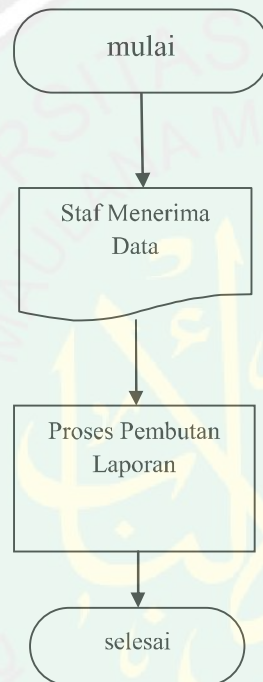 mulai
Staf Menerima
Data
Proses Pembutan
Laporan
selesai